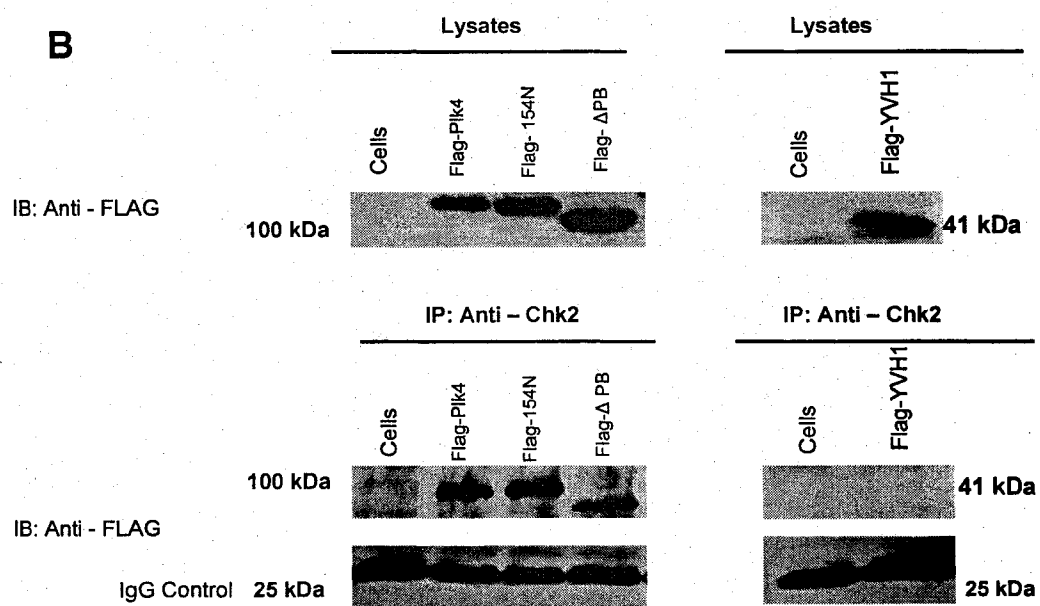 B
Lysates
Lysates
Cells
Flag-Plk4
Flag- 154N
Flag- ΔPB
Cells
Flag-YVH1
IB: Anti - FLAG
100 kDa
41 kDa
IP: Anti – Chk2
IP: Anti – Chk2
Cells
Flag-Plk4
Flag-154N
Flag-Δ PB
Cells
Flag-YVH1
100 kDa
41 kDa
IB: Anti - FLAG
IgG Control
25 kDa
25 kDa